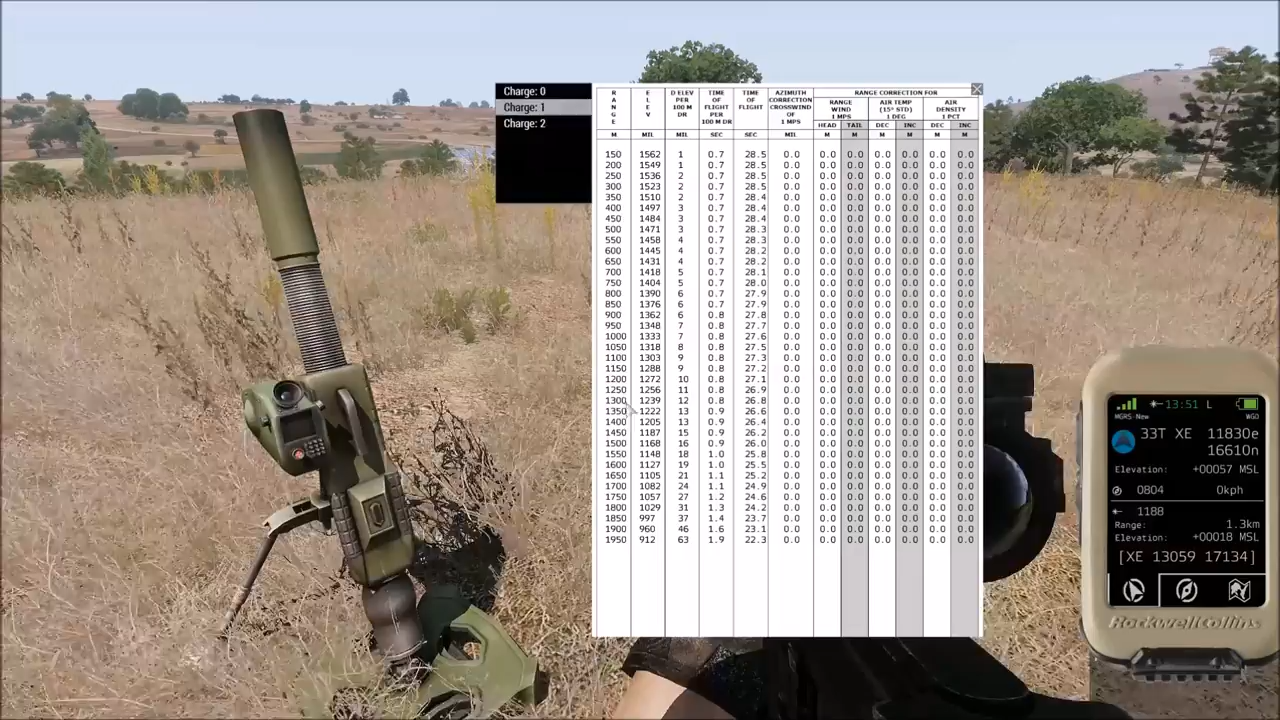 Charge: 0
Charge: 1
Charge: 2
RANGE ELEV D ELEV PER 100 M DR TIME OF FLIGHT PER 100 M DR TIME OF FLIGHT AZIMUTH CORRECTION CROSSWIND OF 1 MPS RANGE CORRECTION FOR
RANGE WIND 1 MPS AIR TEMP (15° STD) 1 DEG AIR DENSITY 1 PCT
HEAD TAIL DEC INC DEC INC
M MIL MIL SEC SEC MIL M M M M M M
150 1562 1 0.7 28.5 0.0 0.0 0.0 0.0 0.0 0.0 0.0
200 1549 1 0.7 28.5 0.0 0.0 0.0 0.0 0.0 0.0 0.0
250 1536 2 0.7 28.5 0.0 0.0 0.0 0.0 0.0 0.0 0.0
300 1523 2 0.7 28.5 0.0 0.0 0.0 0.0 0.0 0.0 0.0
350 1510 2 0.7 28.4 0.0 0.0 0.0 0.0 0.0 0.0 0.0
400 1497 3 0.7 28.4 0.0 0.0 0.0 0.0 0.0 0.0 0.0
450 1484 3 0.7 28.4 0.0 0.0 0.0 0.0 0.0 0.0 0.0
500 1471 3 0.7 28.3 0.0 0.0 0.0 0.0 0.0 0.0 0.0
550 1458 4 0.7 28.3 0.0 0.0 0.0 0.0 0.0 0.0 0.0
600 1445 4 0.7 28.2 0.0 0.0 0.0 0.0 0.0 0.0 0.0
650 1431 4 0.7 28.2 0.0 0.0 0.0 0.0 0.0 0.0 0.0
700 1418 5 0.7 28.1 0.0 0.0 0.0 0.0 0.0 0.0 0.0
750 1404 5 0.7 28.0 0.0 0.0 0.0 0.0 0.0 0.0 0.0
800 1390 6 0.7 27.9 0.0 0.0 0.0 0.0 0.0 0.0 0.0
850 1376 6 0.7 27.9 0.0 0.0 0.0 0.0 0.0 0.0 0.0
900 1362 6 0.8 27.8 0.0 0.0 0.0 0.0 0.0 0.0 0.0
950 1348 7 0.8 27.7 0.0 0.0 0.0 0.0 0.0 0.0 0.0
1000 1333 7 0.8 27.6 0.0 0.0 0.0 0.0 0.0 0.0 0.0
1050 1318 8 0.8 27.5 0.0 0.0 0.0 0.0 0.0 0.0 0.0
1100 1303 9 0.8 27.3 0.0 0.0 0.0 0.0 0.0 0.0 0.0
1150 1288 9 0.8 27.2 0.0 0.0 0.0 0.0 0.0 0.0 0.0
1200 1272 10 0.8 27.1 0.0 0.0 0.0 0.0 0.0 0.0 0.0
1250 1256 11 0.8 26.9 0.0 0.0 0.0 0.0 0.0 0.0 0.0
1300 1239 12 0.8 26.8 0.0 0.0 0.0 0.0 0.0 0.0 0.0
1350 1222 13 0.9 26.6 0.0 0.0 0.0 0.0 0.0 0.0 0.0
1400 1205 13 0.9 26.4 0.0 0.0 0.0 0.0 0.0 0.0 0.0
1450 1187 15 0.9 26.2 0.0 0.0 0.0 0.0 0.0 0.0 0.0
1500 1168 16 0.9 26.0 0.0 0.0 0.0 0.0 0.0 0.0 0.0
1550 1148 18 1.0 25.8 0.0 0.0 0.0 0.0 0.0 0.0 0.0
1600 1127 19 1.0 25.5 0.0 0.0 0.0 0.0 0.0 0.0 0.0
1650 1105 21 1.1 25.2 0.0 0.0 0.0 0.0 0.0 0.0 0.0
1700 1082 24 1.1 24.9 0.0 0.0 0.0 0.0 0.0 0.0 0.0
1750 1057 27 1.2 24.6 0.0 0.0 0.0 0.0 0.0 0.0 0.0
1800 1029 31 1.3 24.2 0.0 0.0 0.0 0.0 0.0 0.0 0.0
1850 997 37 1.4 23.7 0.0 0.0 0.0 0.0 0.0 0.0 0.0
1900 960 46 1.6 23.1 0.0 0.0 0.0 0.0 0.0 0.0 0.0
1950 912 63 1.9 22.3 0.0 0.0 0.0 0.0 0.0 0.0 0.0
13:51 L
MGRS-New WGO
33T XE 11830e
16610n
Elevation: +00057 MSL
0804 0kph
1188
Range: 1.3km
Elevation: +00018 MSL
[XE 13059 17134]
RockwellCollins